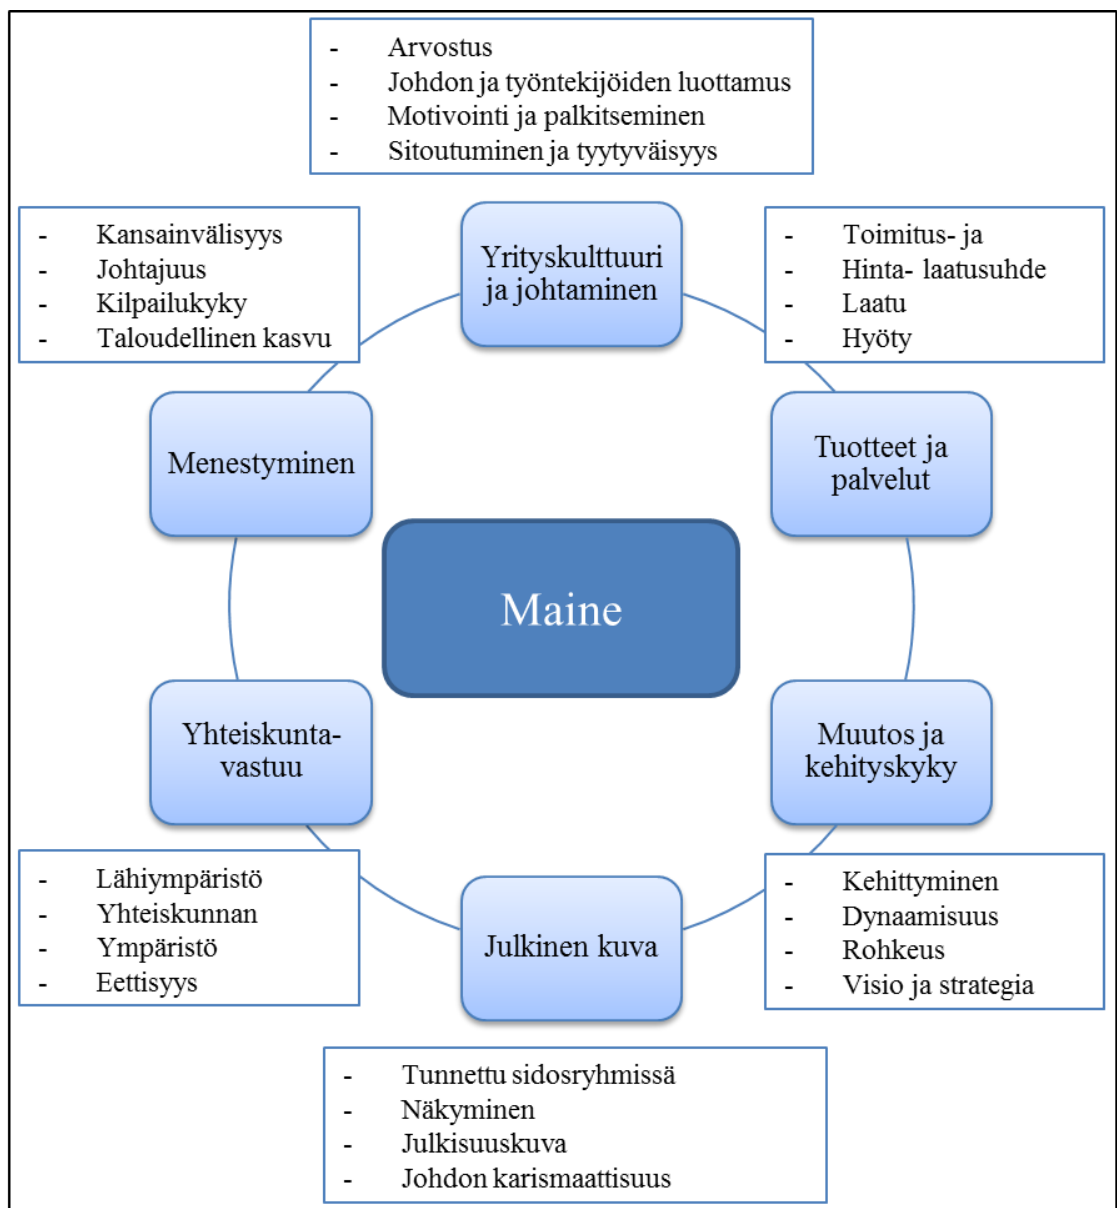 - Arvostus
- Johdon ja työntekijöiden luottamus
- Motivointi ja palkitseminen
- Sitoutuminen ja tyytyväisyys
Yrityskulttuuri
ja johtaminen
- Kansainvälisyys
- Johtajuus
- Kilpailukyky
- Taloudellinen kasvu
- Toimitus- ja
- Hinta- laatusuhde
- Laatu
- Hyöty
Menestyminen
Tuotteet ja
palvelut
Maine
Yhteiskunta-
vastuu
Muutos ja
kehityskyky
- Lähiympäristö
- Yhteiskunnan
- Ympäristö
- Eettisyys
Julkinen kuva
- Kehittyminen
- Dynaamisuus
- Rohkeus
- Visio ja strategia
- Tunnettu sidosryhmissä
- Näkyminen
- Julkisuuskuva
- Johdon karismaattisuus